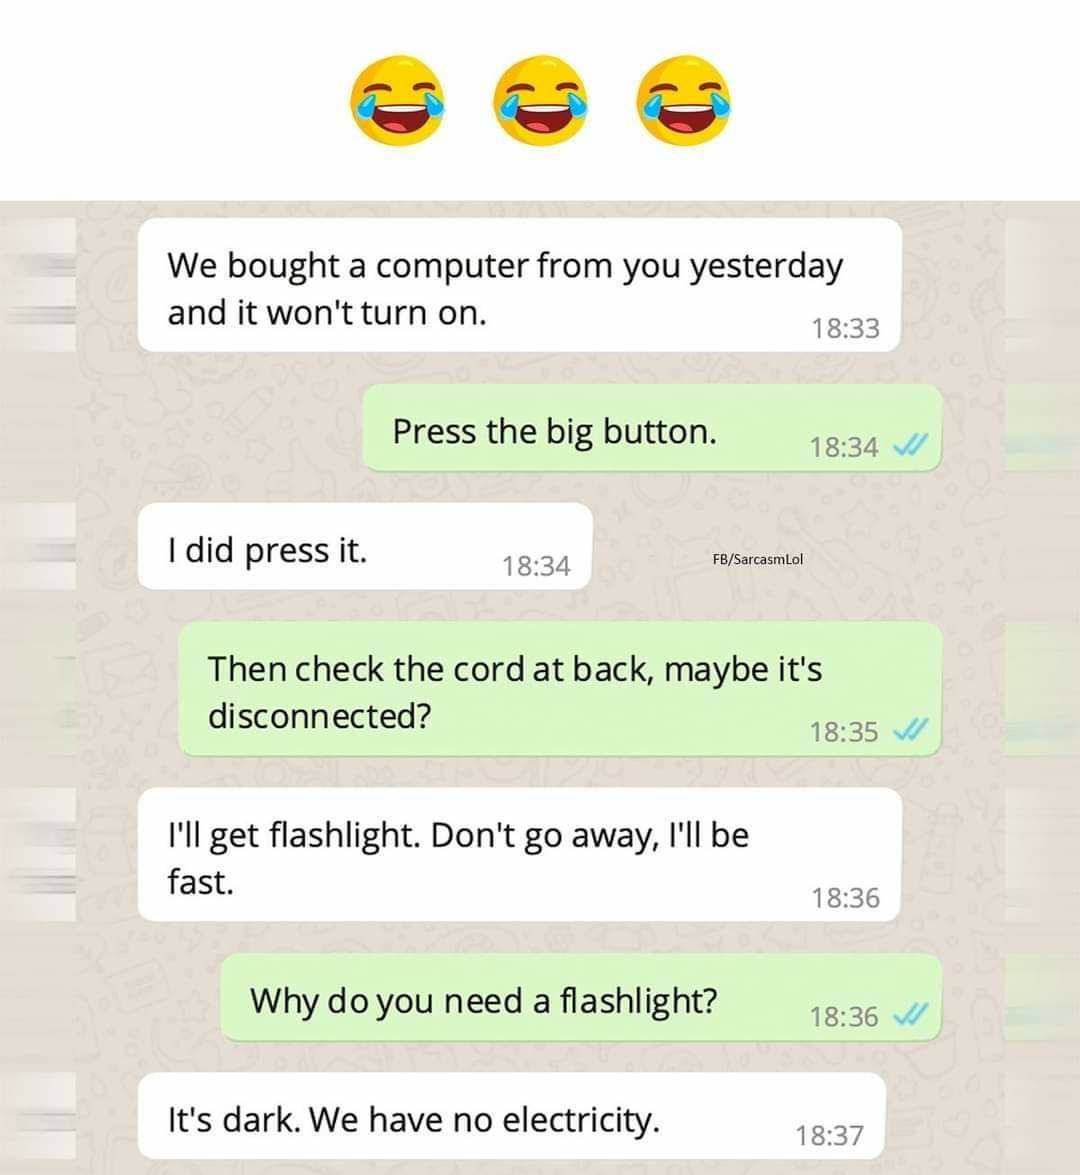 We bought a computer from you yesterday
and it won't turn on.
18:33
Press the big button.
18:34
I did press it.
18:34
FB/SarcasmLol
Then check the cord at back, maybe it's
disconnected?
18:35
I'll get flashlight. Don't go away, I'll be
fast.
18:36
Why do you need a flashlight?
18:36
It's dark. We have no electricity.
18:37